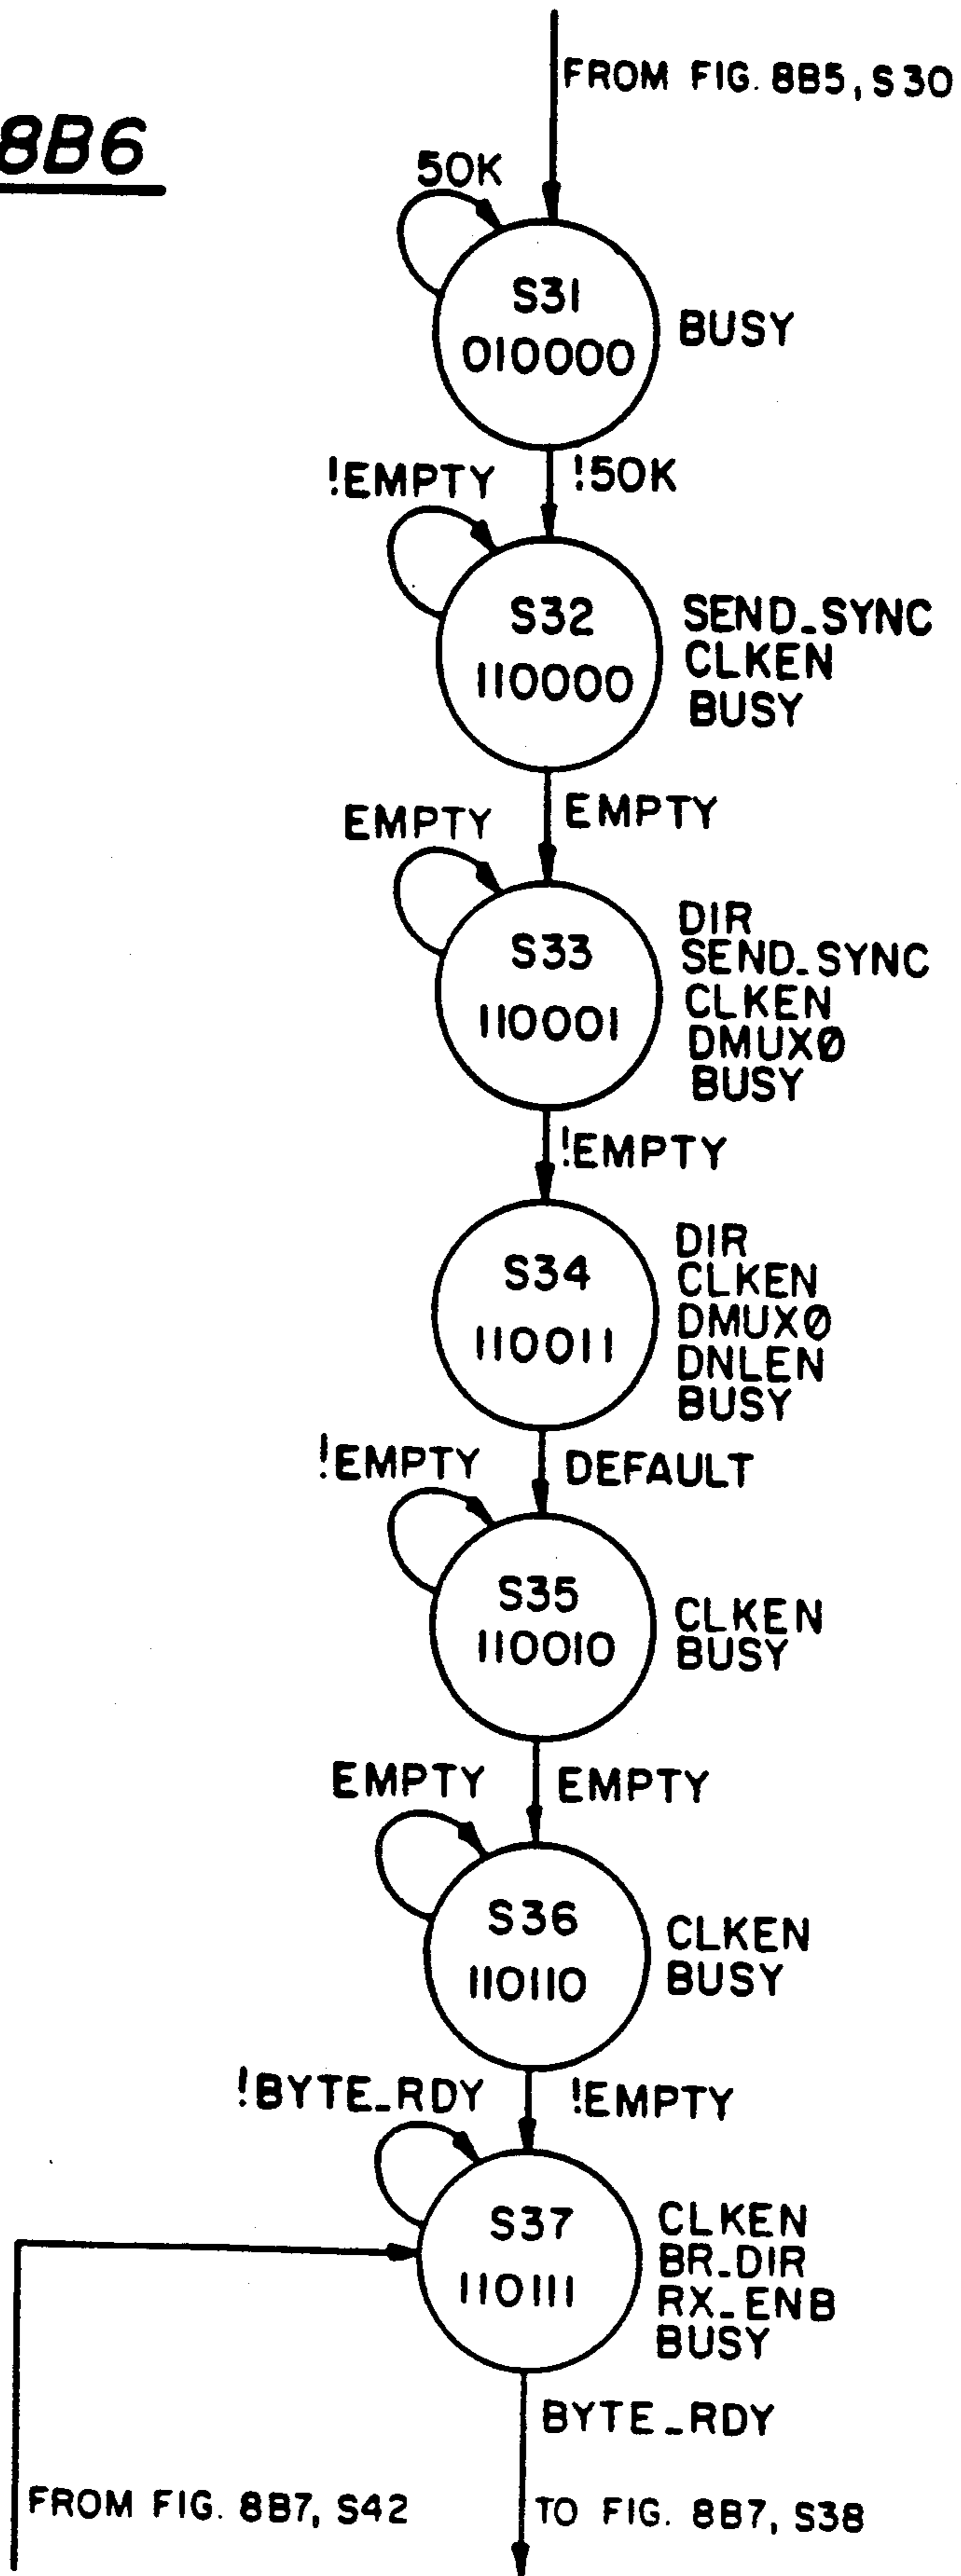 FROM FIG. 8B5, S30
8B6
50K
S31
010000
BUSY
!50K
!EMPTY
S32
110000
SEND_SYNC
CLKEN
BUSY
EMPTY
EMPTY
S33
110001
DIR
SEND_SYNC
CLKEN
DMUXØ
BUSY
!EMPTY
S34
110011
DIR
CLKEN
DMUXØ
DNLEN
BUSY
!EMPTY
DEFAULT
S35
110010
CLKEN
BUSY
EMPTY
EMPTY
S36
110110
CLKEN
BUSY
!BYTE_RDY
!EMPTY
S37
110111
CLKEN
BR_DIR
RX_ENB
BUSY
BYTE_RDY
FROM FIG. 8B7, S42
TO FIG. 8B7, S38